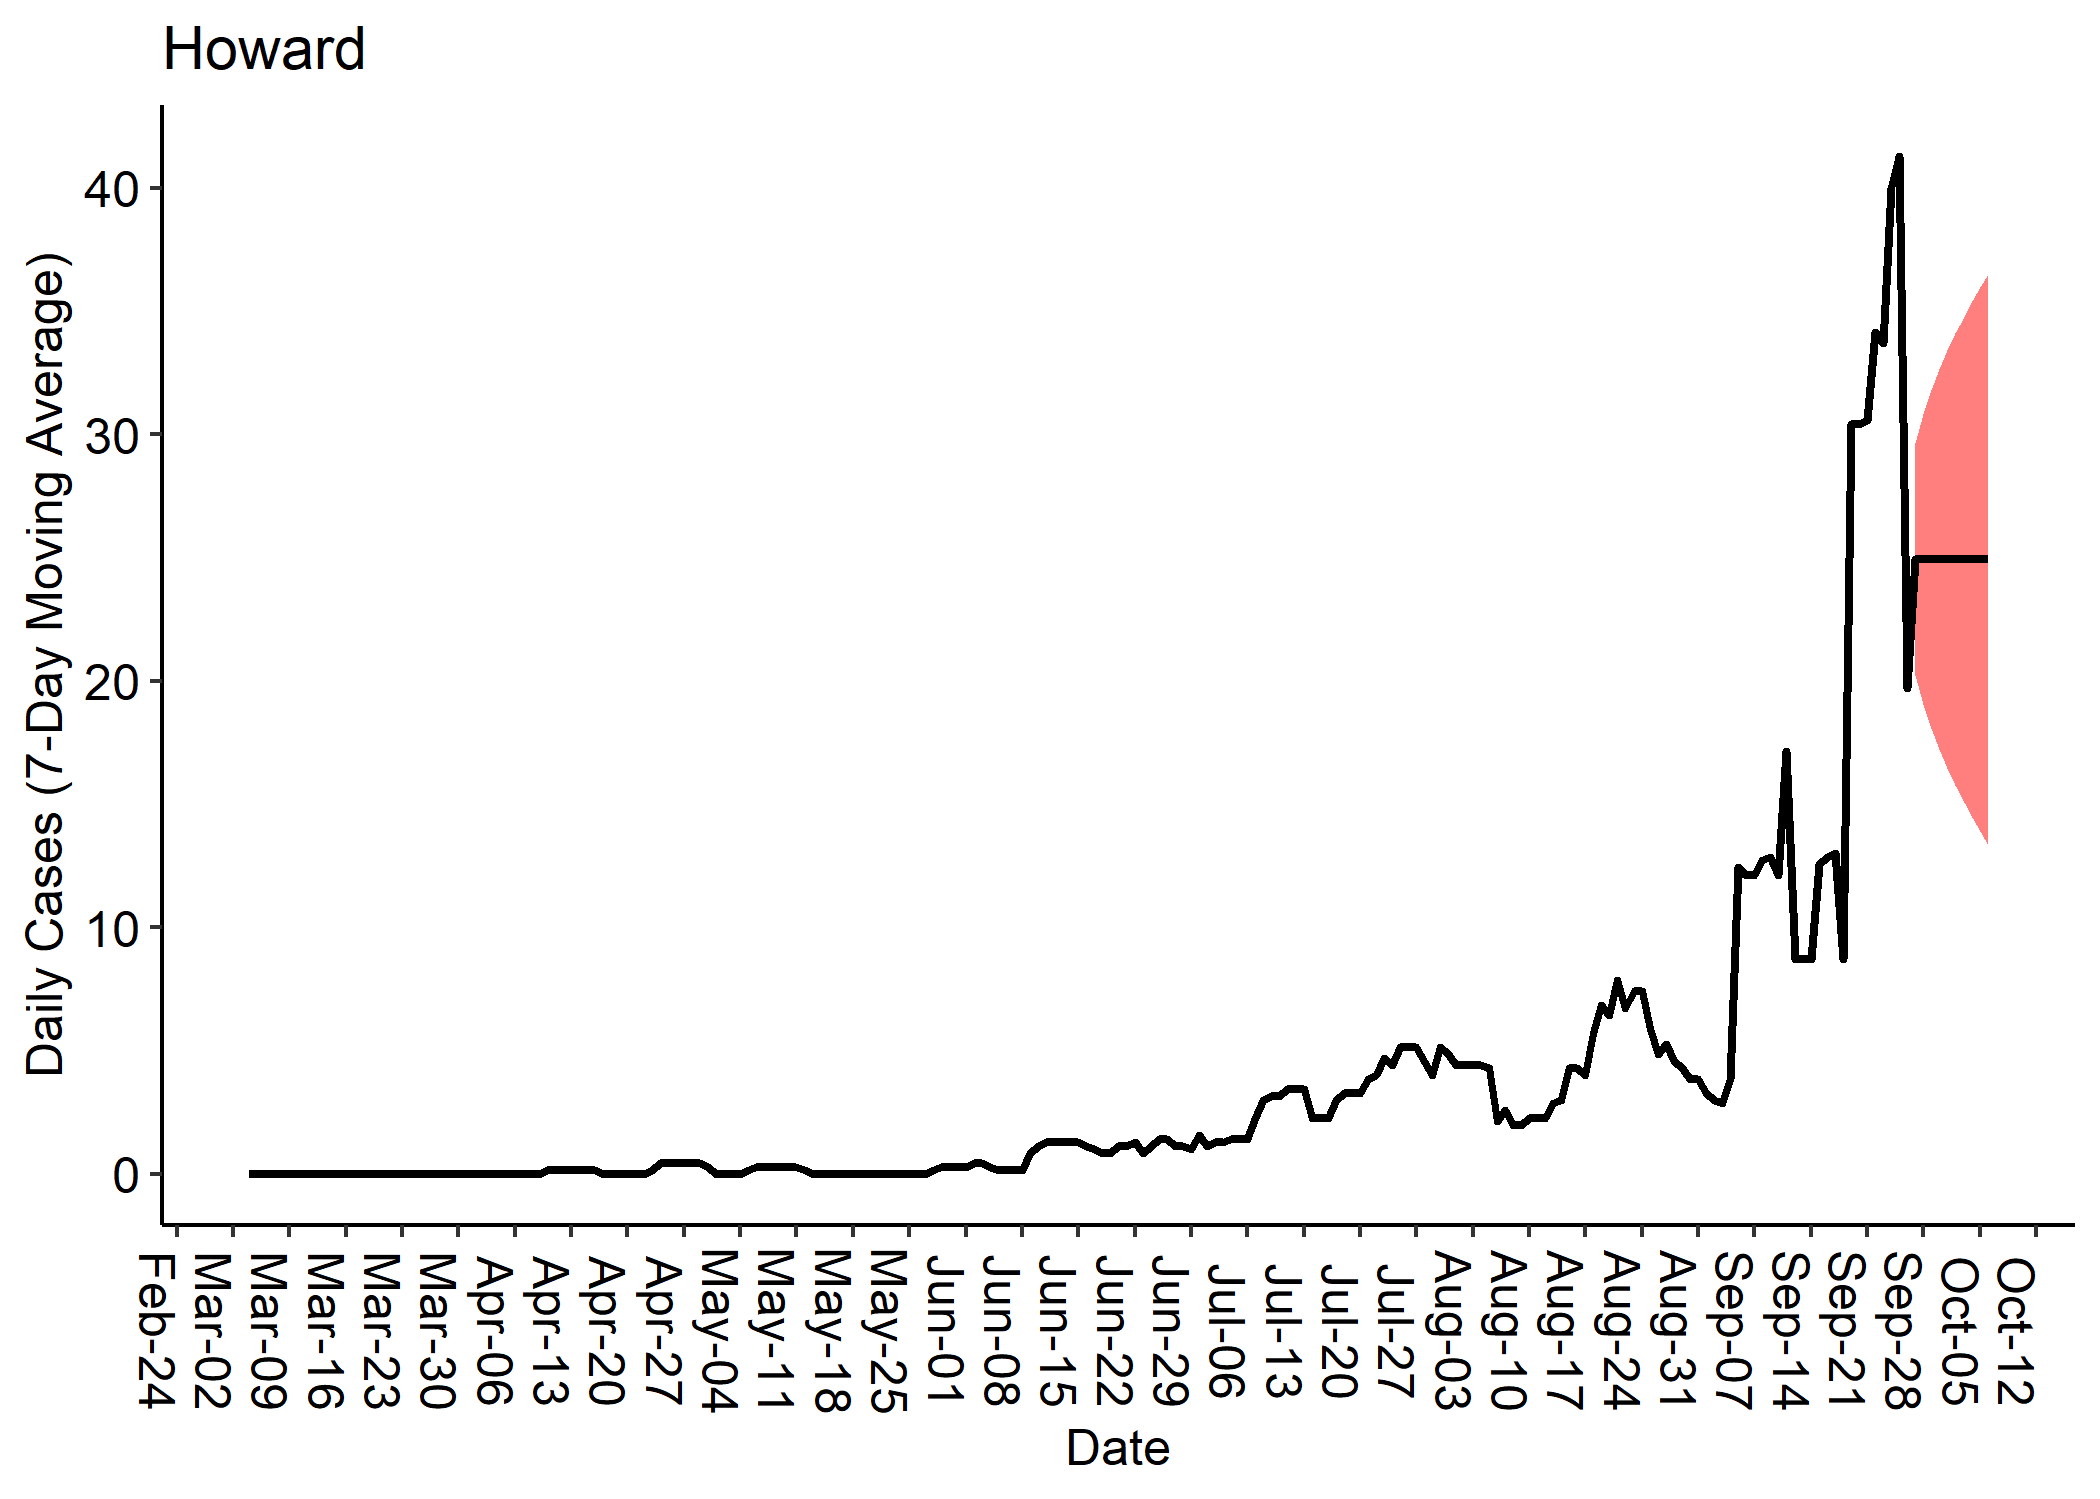 Howard
Daily Cases (7-Day Moving Average)
40
30
20
10
0
Feb-24
Mar-02
Mar-09
Mar-16
Mar-23
Mar-30
Apr-06
Apr-13
Apr-20
Apr-27
May-04
May-11
May-18
May-25
Jun-01
Jun-08
Jun-15
Jun-22
Jun-29
Jul-06
Jul-13
Jul-20
Jul-27
Aug-03
Aug-10
Aug-17
Aug-24
Aug-31
Sep-07
Sep-14
Sep-21
Sep-28
Oct-05
Oct-12
Date